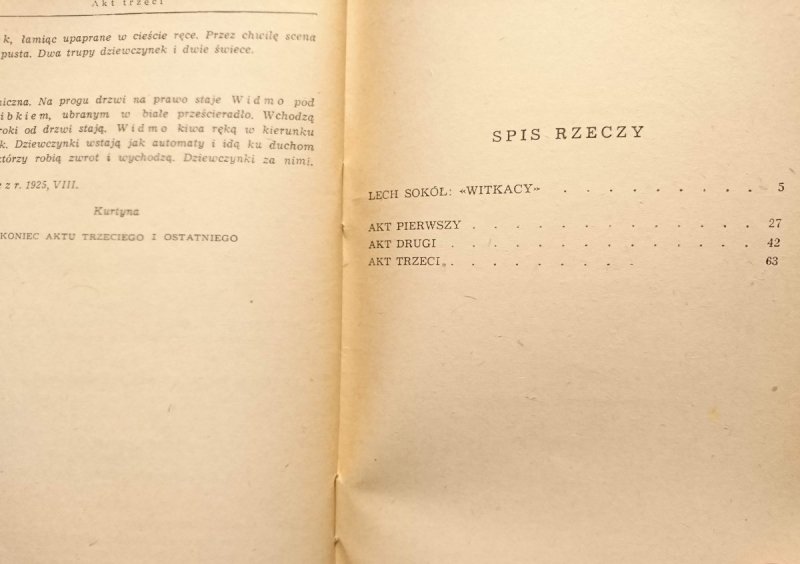 Akt trzeci
k, łamiąc upaprane w cieście ręce. Przez chwilę scena
pusta. Dwa trupy dziewczynek i dwie świece.
niczna. Na progu drzwi na prawo staje Widmo pod
ibkiem, ubranym w białe prześcieradło. Wchodzą
roki od drzwi stają. Widmo kiwa ręką w kierunku
k. Dziewczynki wstają jak automaty i idą ku duchom
tórzy robią zwrot i wychodzą. Dziewczynki za nimi.
z r. 1925, VIII.
Kurtyna
KONIEC AKTU TRZECIEGO I OSTATNIEGO
SPIS RZECZY
LECH SOKÓŁ: «WITKACY» . . . . . . . . . 5
AKT PIERWSZY . . . . . . . . . . . . . 27
AKT DRUGI . . . . . . . . . . . . . . 42
AKT TRZECI . . . . . . . . . 63